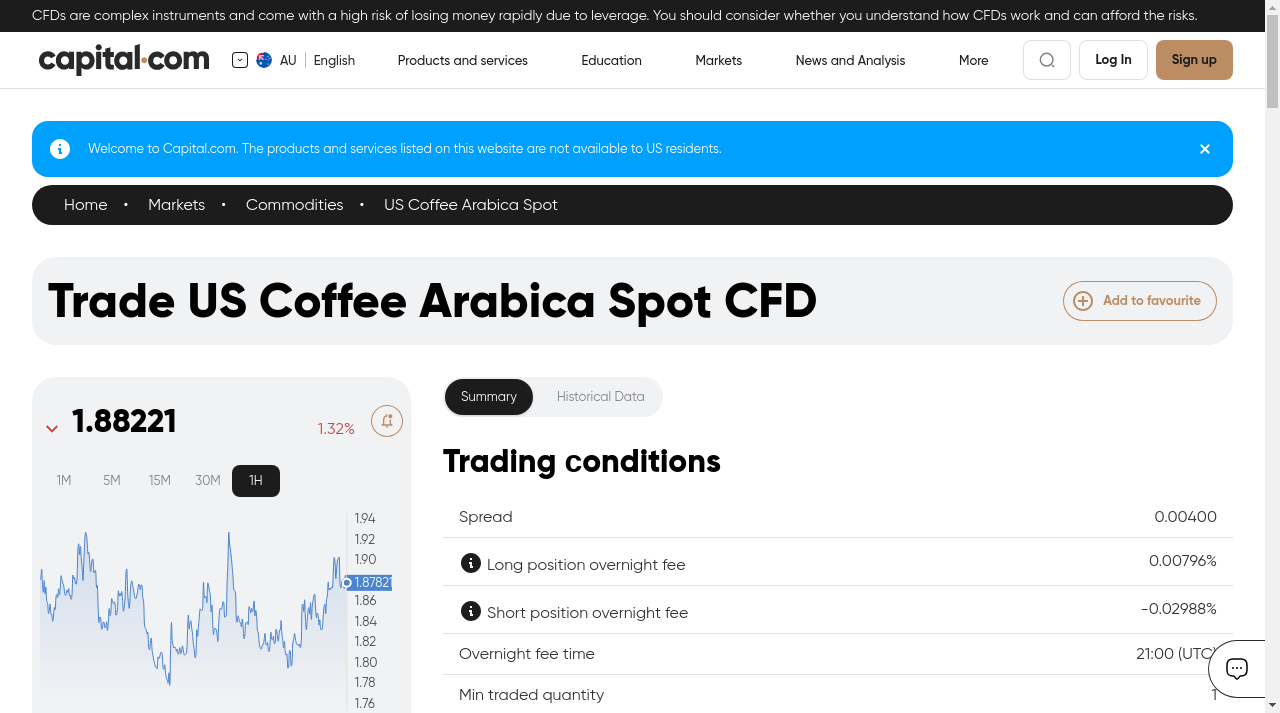 CFDs are complex instruments and come with a high risk of losing money rapidly due to leverage. You should consider whether you understand how CFDs work and can afford the risks.
capital.com AU English Products and services Education Markets News and Analysis More Log In Sign up
Welcome to Capital.com. The products and services listed on this website are not available to US residents.
Home • Markets • Commodities • US Coffee Arabica Spot
Trade US Coffee Arabica Spot CFD Add to favourite
1.88221 1.32%
1M 5M 15M 30M 1H
1.94
1.92
1.90
1.87821
1.86
1.84
1.82
1.80
1.78
1.76
Summary Historical Data
Trading conditions
Spread 0.00400
Long position overnight fee 0.00796%
Short position overnight fee -0.02988%
Overnight fee time 21:00 (UTC)
Min traded quantity 1